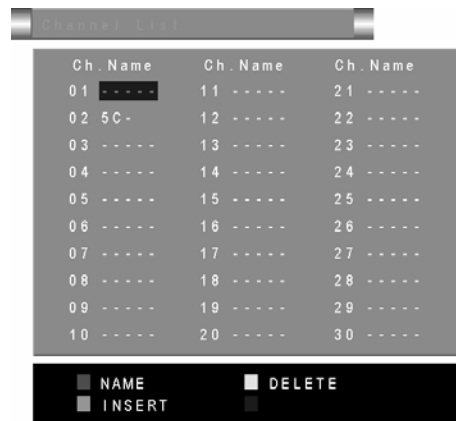 Channel List
Ch.Name Ch.Name Ch.Name
01 ----- 11 ----- 21 -----
02 5C- 12 ----- 22 -----
03 ----- 13 ----- 23 -----
04 ----- 14 ----- 24 -----
05 ----- 15 ----- 25 -----
06 ----- 16 ----- 26 -----
07 ----- 17 ----- 27 -----
08 ----- 18 ----- 28 -----
09 ----- 19 ----- 29 -----
10 ----- 20 ----- 30 -----
NAME DELETE
INSERT